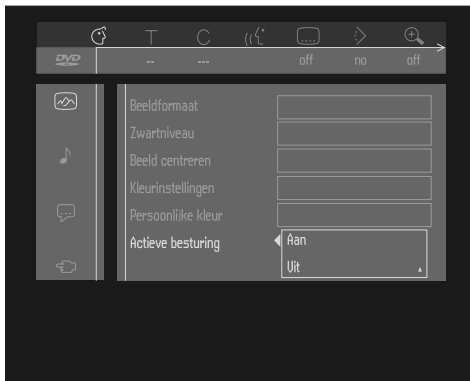 T C
DVD -- --- off no off
Beeldformaat
Zwartniveau
Beeld centreren
Kleurinstellingen
Persoonlijke kleur
Actieve besturing Aan
Uit